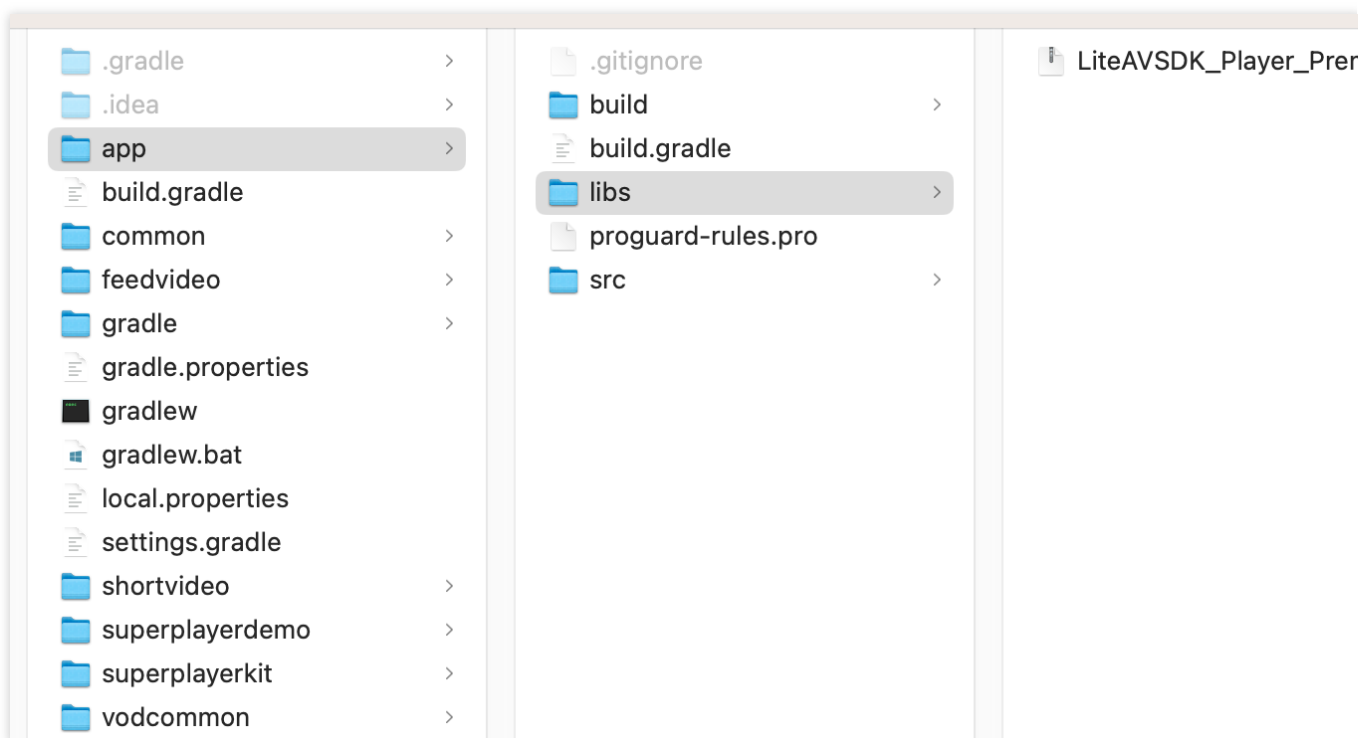 .gradle
.idea
app
build.gradle
common
feedvideo
gradle
gradle.properties
gradlew
gradlew.bat
local.properties
settings.gradle
shortvideo
superplayerdemo
superplayerkit
vodcommon
.gitignore
build
build.gradle
libs
proguard-rules.pro
src
LiteAVSDK_Player_Prer